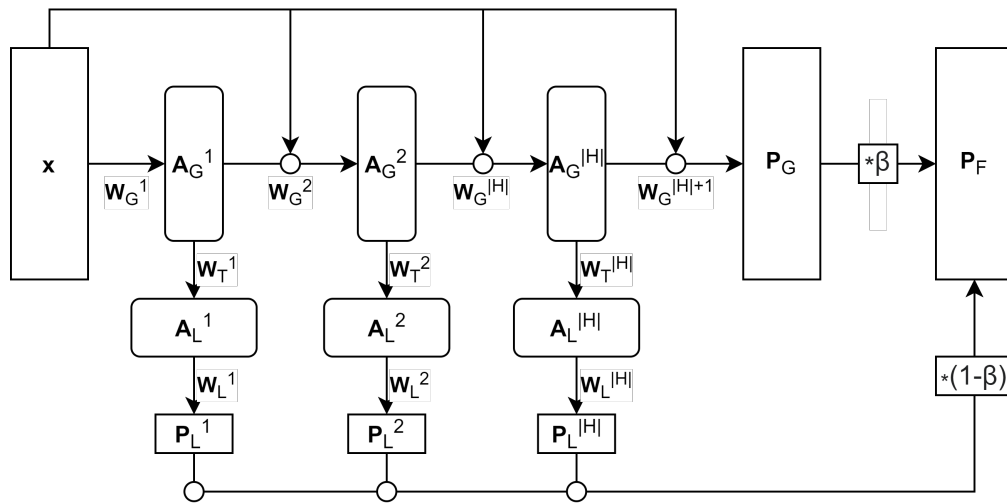 x
A_G^1
A_G^2
A_G^|H|
P_G
*β
P_F
W_G^1
W_G^2
W_G^|H|
W_G^|H|+1
W_T^1
W_T^2
W_T^|H|
A_L^1
A_L^2
A_L^|H|
W_L^1
W_L^2
W_L^|H|
*(1-β)
P_L^1
P_L^2
P_L^|H|